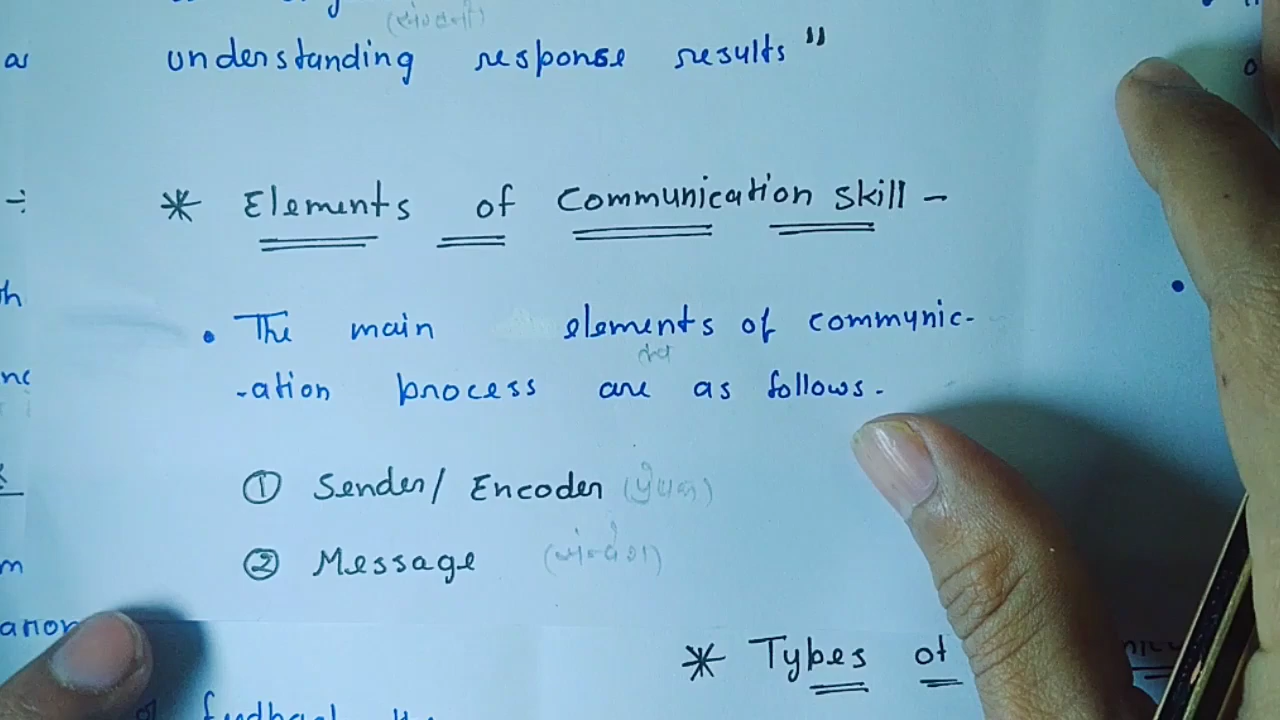 understanding response results"
* Elements of Communication Skill -
• The main elements of communic-
-ation process are as follows.
① Sender/ Encoder
② Message (સંદેશો)
* Types of